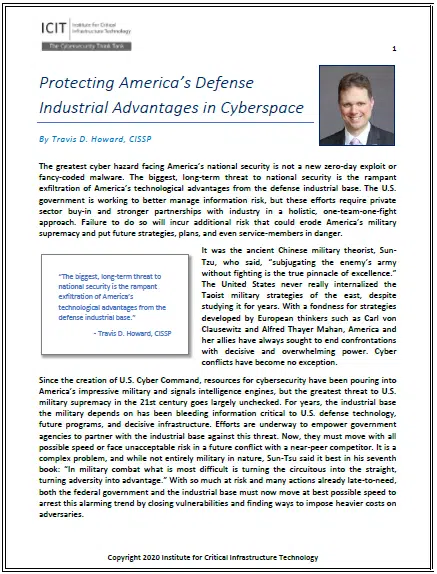 ICIT
Institute for Critical
Infrastructure Technology
The Cybersecurity Think Tank
1
Protecting America's Defense
Industrial Advantages in Cyberspace
By Travis D. Howard, CISSP
The greatest cyber hazard facing America's national security is not a new zero-day exploit or
fancy-coded malware. The biggest, long-term threat to national security is the rampant
exfiltration of America's technological advantages from the defense industrial base. The U.S.
government is working to better manage information risk, but these efforts require private
sector buy-in and stronger partnerships with industry in a holistic, one-team-one-fight
approach. Failure to do so will incur additional risk that could erode America's military
supremacy and put future strategies, plans, and even service-members in danger.
"The biggest, long-term threat to
national security is the rampant
exfiltration of America's
technological advantages from the
defense industrial base."
- Travis D. Howard, CISSP
It was the ancient Chinese military theorist, Sun-
Tzu, who said, "subjugating the enemy's army
without fighting is the true pinnacle of excellence."
The United States never really internalized the
Taoist military strategies of the east, despite
studying it for years. With a fondness for strategies
developed by European thinkers such as Carl von
Clausewitz and Alfred Thayer Mahan, America and
her allies have always sought to end confrontations
with decisive and overwhelming power. Cyber
conflicts have become no exception.
Since the creation of U.S. Cyber Command, resources for cybersecurity have been pouring into
America's impressive military and signals intelligence engines, but the greatest threat to U.S.
military supremacy in the 21st century goes largely unchecked. For years, the industrial base
the military depends on has been bleeding information critical to U.S. defense technology,
future programs, and decisive infrastructure. Efforts are underway to empower government
agencies to partner with the industrial base against this threat. Now, they must move with all
possible speed or face unacceptable risk in a future conflict with a near-peer competitor. It is a
complex problem, and while not entirely military in nature, Sun-Tsu said it best in his seventh
book: "In military combat what is most difficult is turning the circuitous into the straight,
turning adversity into advantage." With so much at risk and many actions already late-to-need,
both the federal government and the industrial base must now move at best possible speed to
arrest this alarming trend by closing vulnerabilities and finding ways to impose heavier costs on
adversaries.
Copyright 2020 Institute for Critical Infrastructure Technology